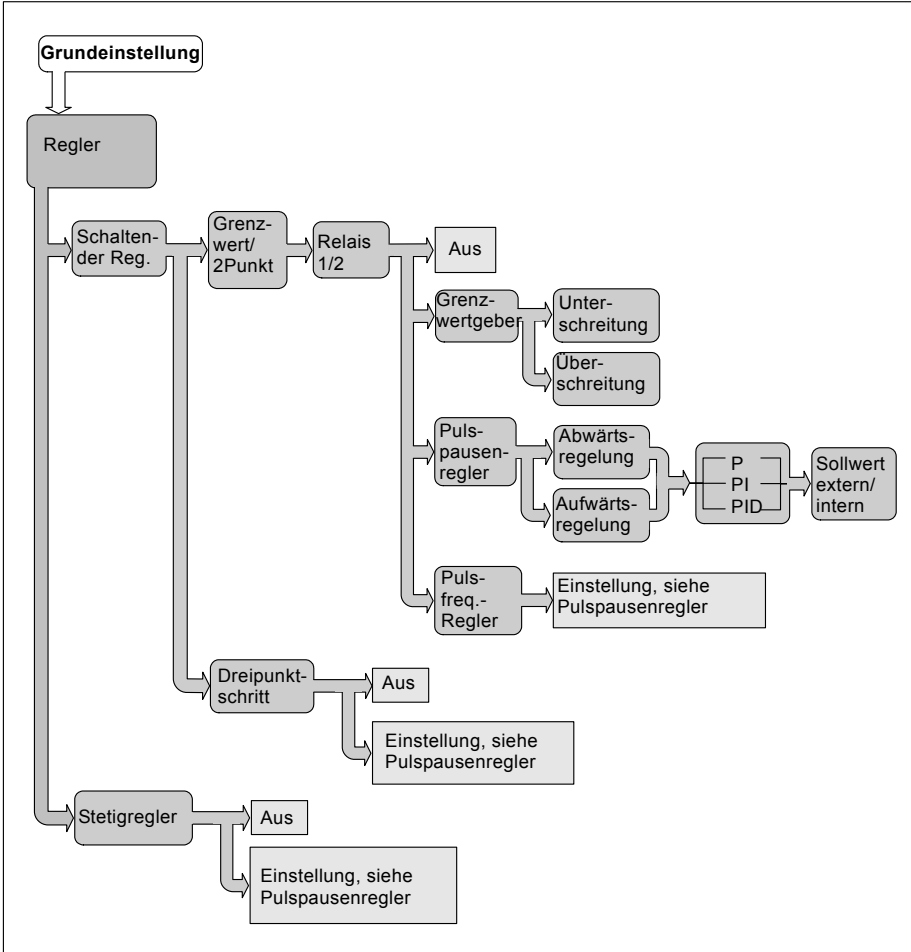 Grundeinstellung
Regler
Schalten-
der Reg.
Grenz-
wert/
2Punkt
Relais
1/2
Aus
Grenz-
wertgeber
Unter-
schreitung
Über-
schreitung
Puls-
pausen-
regler
Abwärts-
regelung
Aufwärts-
regelung
P
PI
PID
Sollwert
extern/
intern
Puls-
freq.-
Regler
Einstellung, siehe
Pulspausenregler
Dreipunkt-
schritt
Aus
Einstellung, siehe
Pulspausenregler
Stetigregler
Aus
Einstellung, siehe
Pulspausenregler